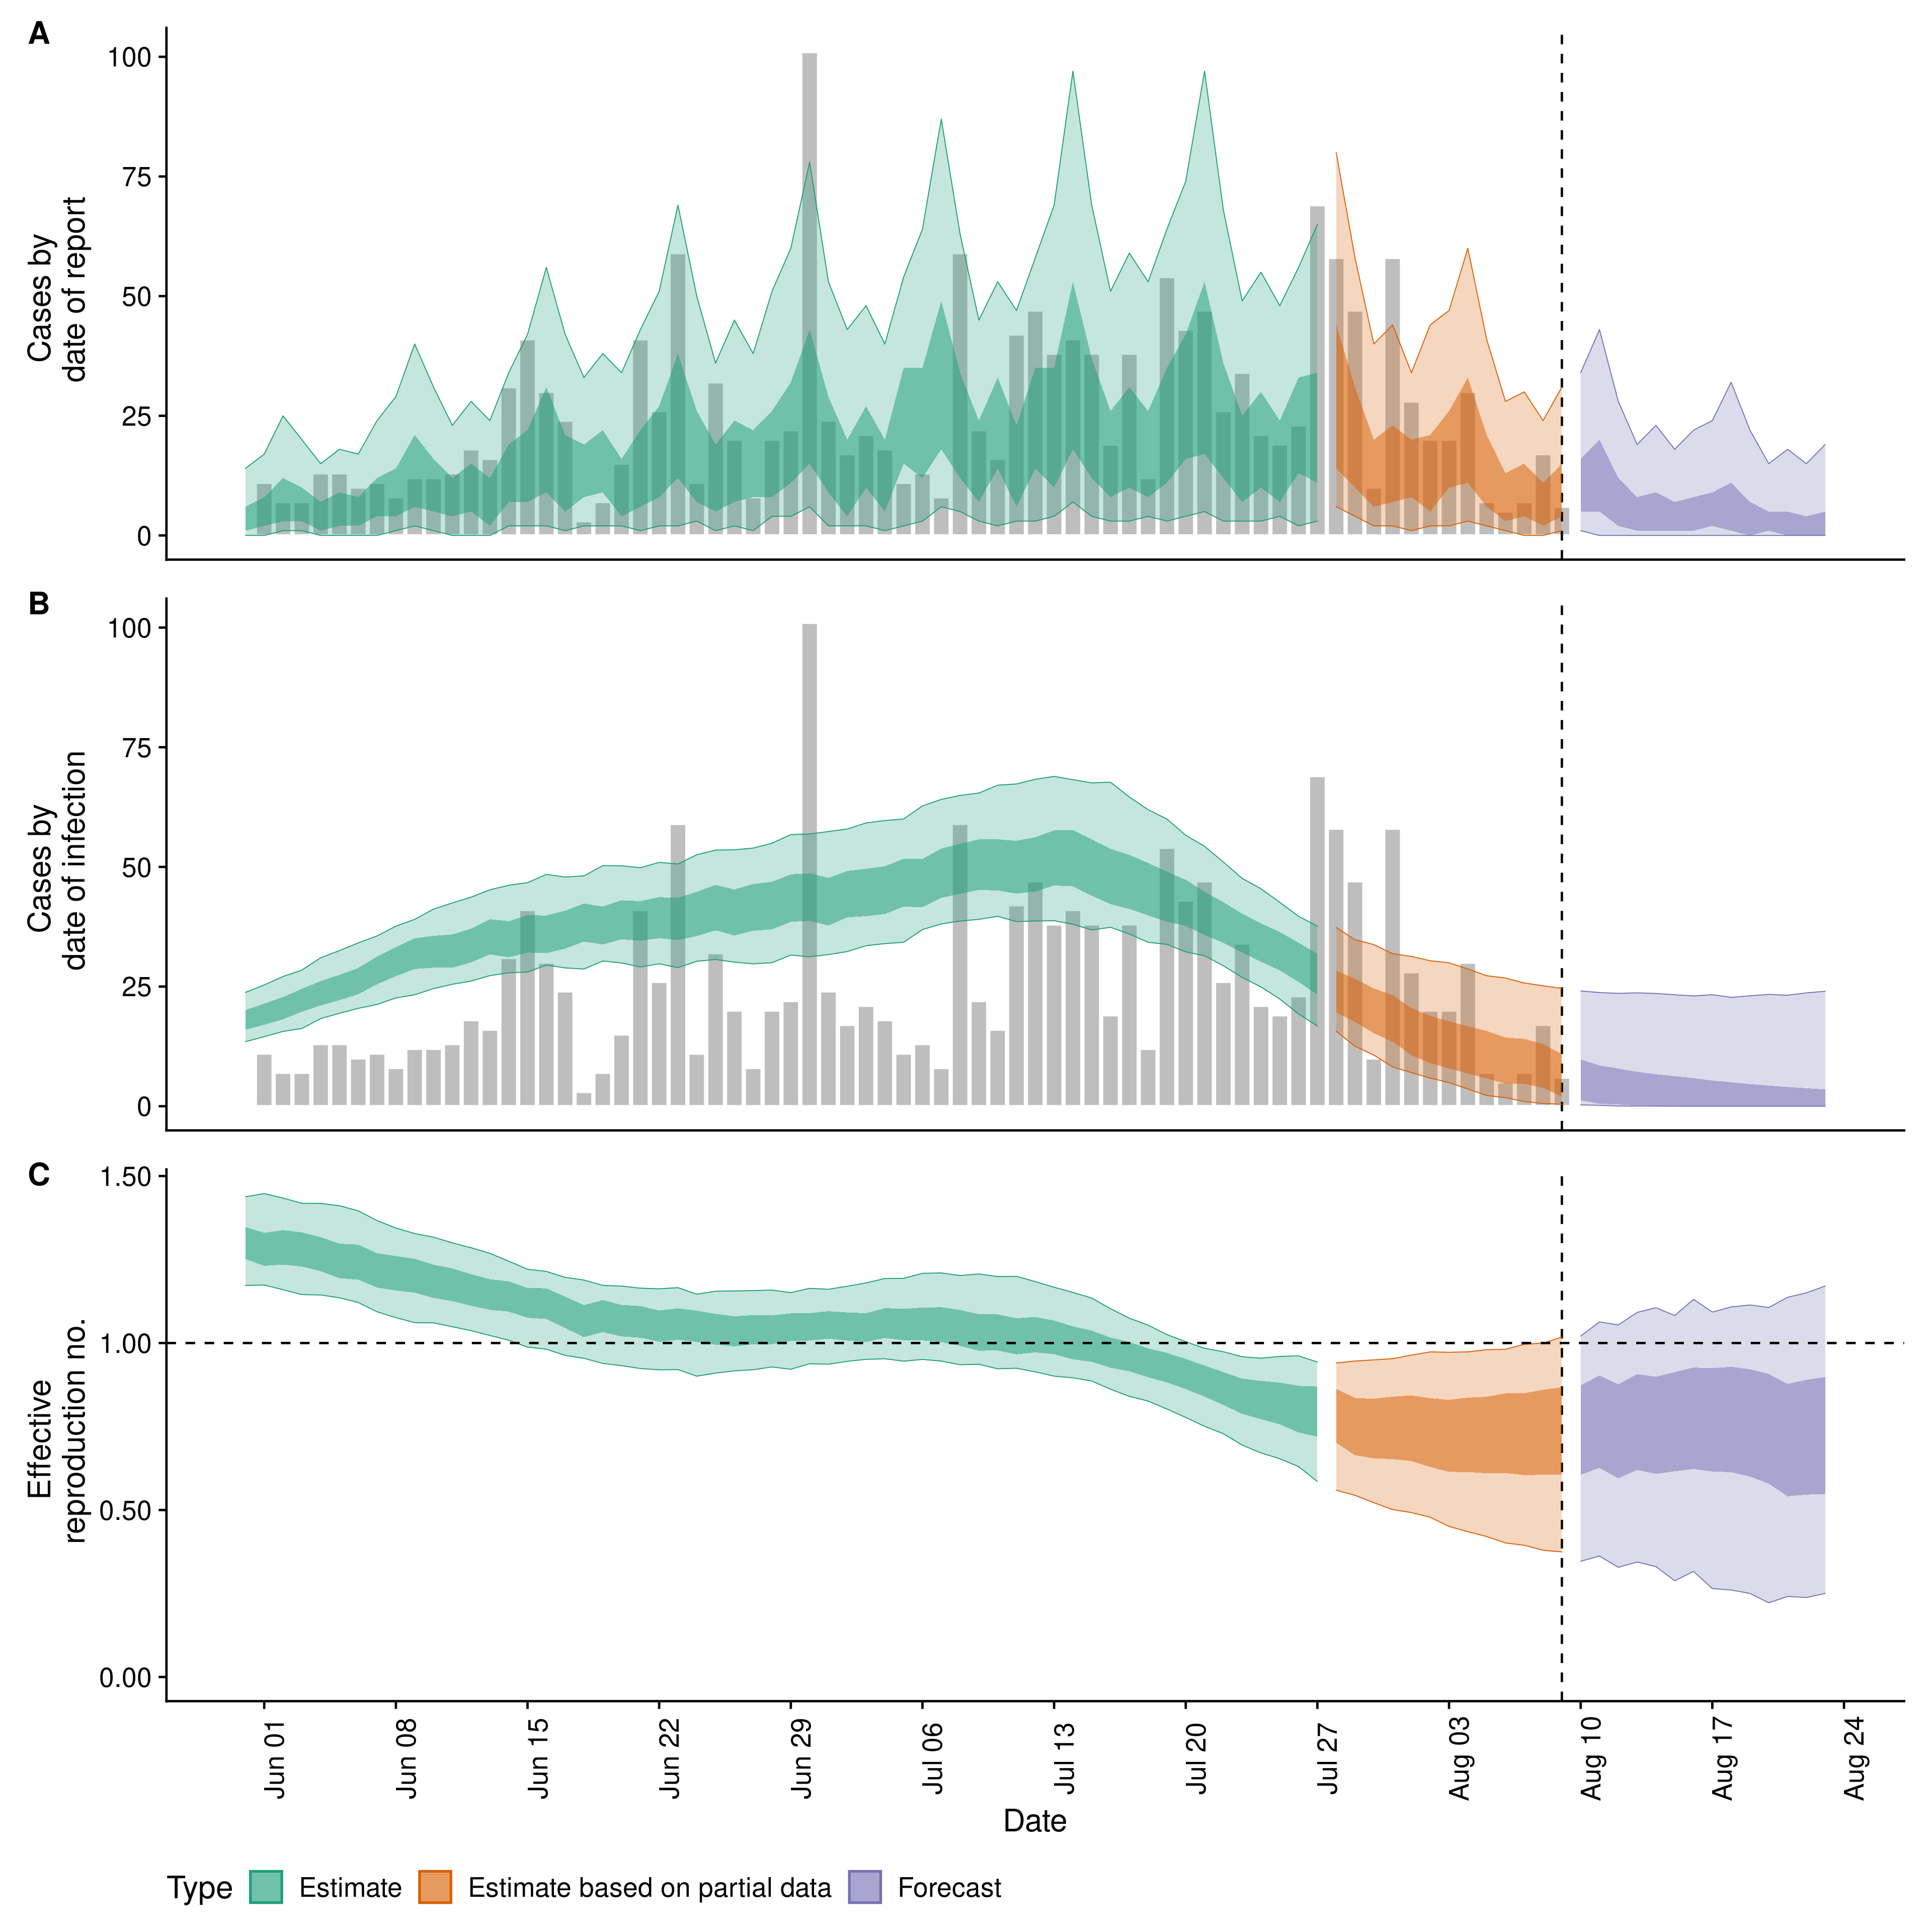 A
100
75
50
25
0
Cases by
date of report
B
100
75
50
25
0
Cases by
date of infection
C
1.50
1.00
0.50
0.00
Effective
reproduction no.
Jun 01
Jun 08
Jun 15
Jun 22
Jun 29
Jul 06
Jul 13
Jul 20
Jul 27
Aug 03
Aug 10
Aug 17
Aug 24
Date
Type Estimate Estimate based on partial data Forecast